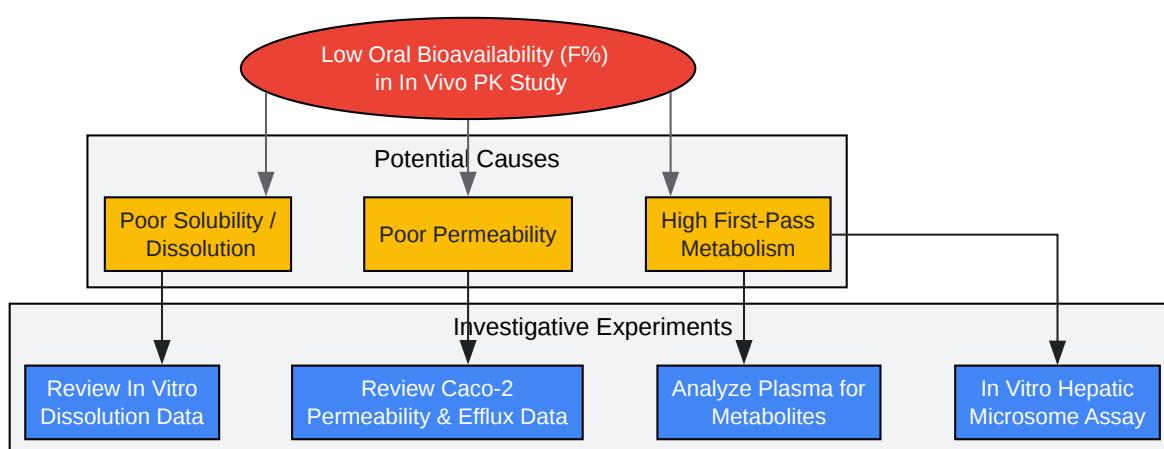 Low Oral Bioavailability (F%)
in In Vivo PK Study
Potential Causes
Poor Solubility /
Dissolution
Poor Permeability
High First-Pass
Metabolism
Investigative Experiments
Review In Vitro
Dissolution Data
Review Caco-2
Permeability & Efflux Data
Analyze Plasma for
Metabolites
In Vitro Hepatic
Microsome Assay